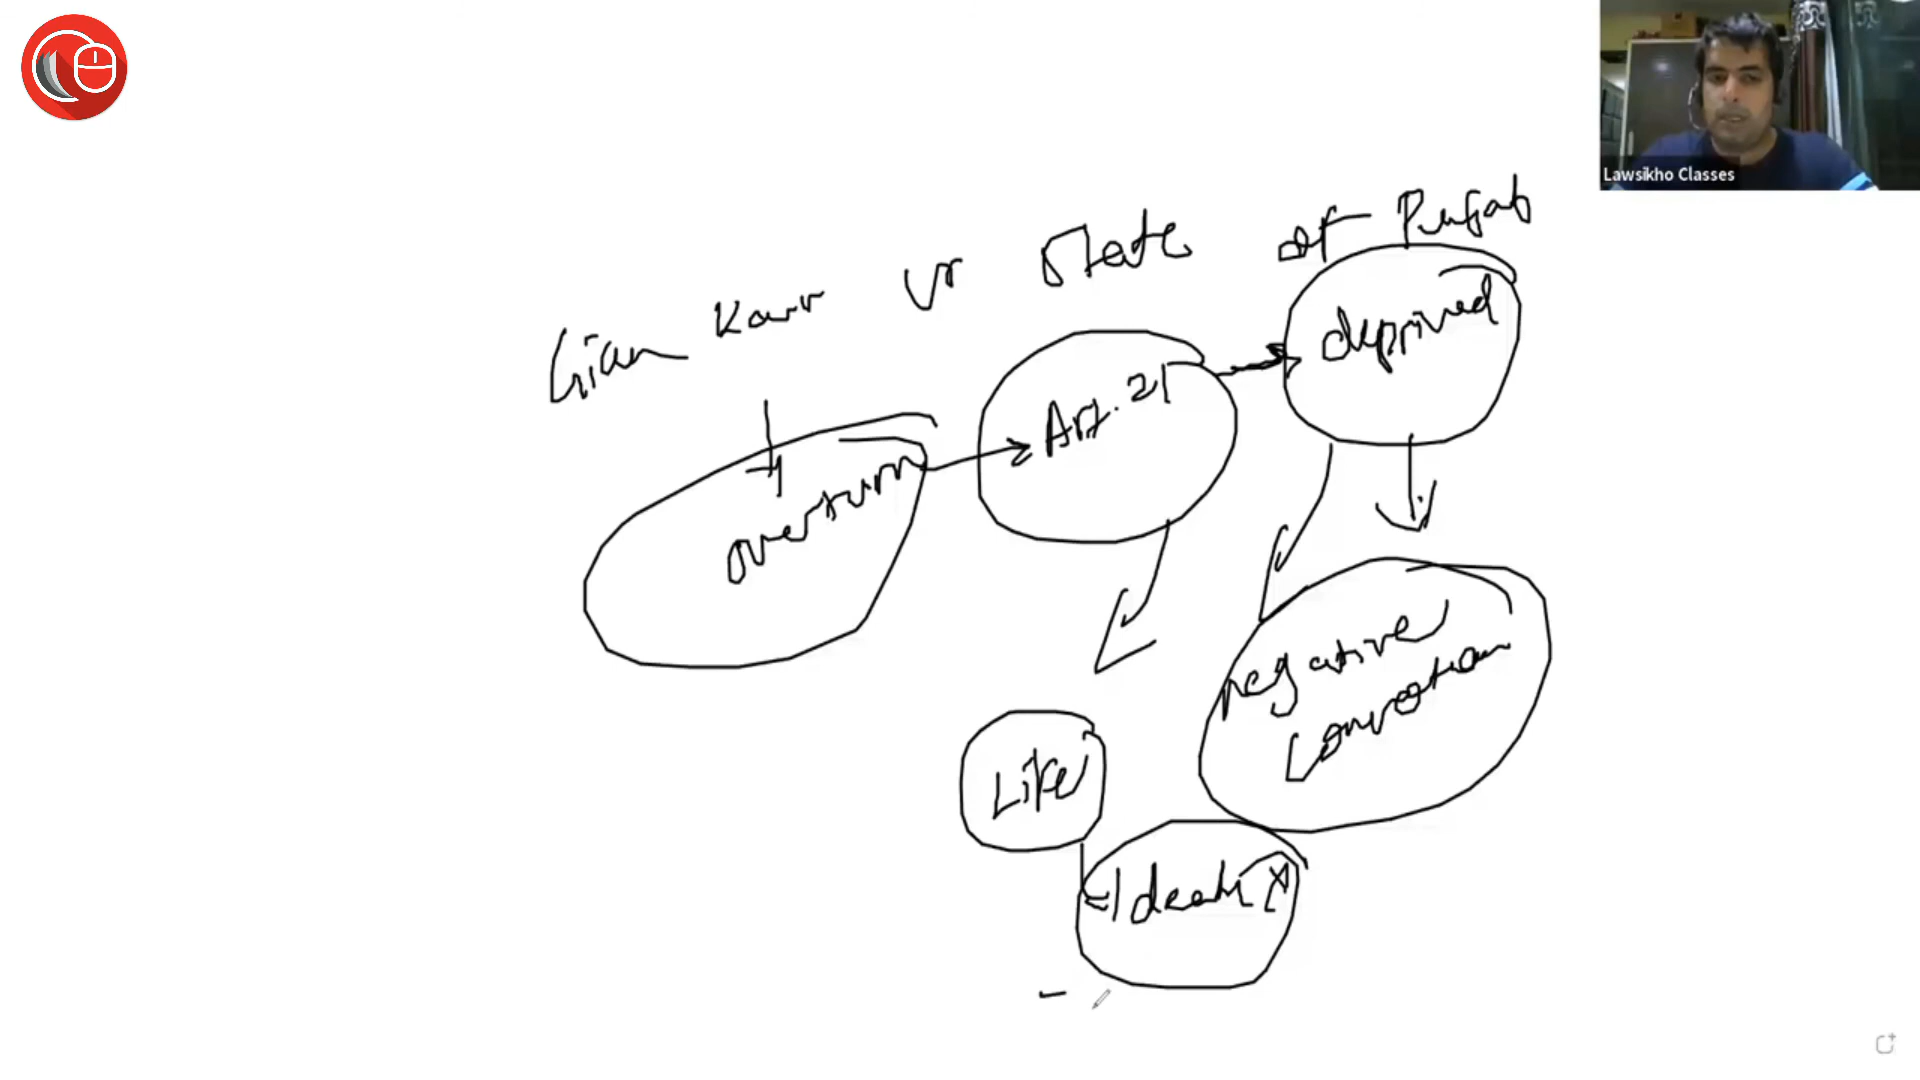 Lawsikho Classes
Gian Kaur vs State of Punjab
overturn
Art. 21
deprived
negative
connotation
Life
death X